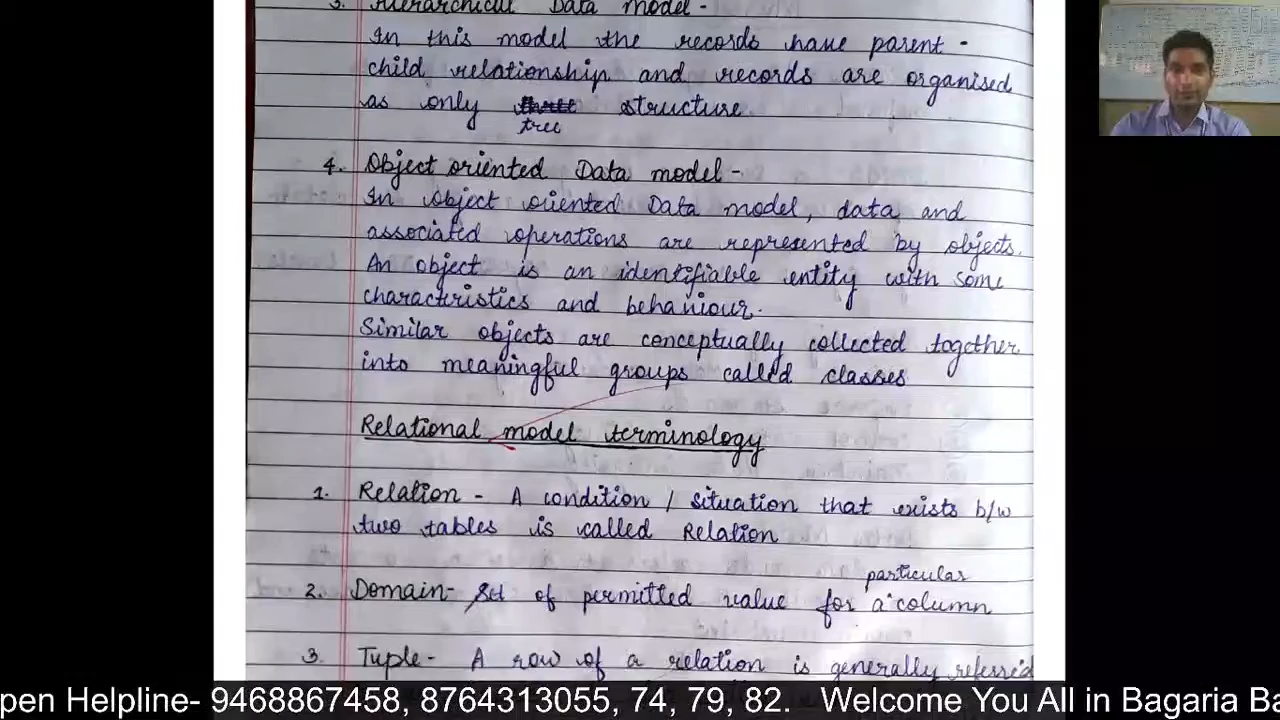 3. Hierarchical Data Model -
In this model the records have parent -
child relationship and records are organised
as only structure
tree
4. Object oriented Data model -
In object oriented Data model, data and
associated operations are represented by objects.
An object is an identifiable entity with some
characteristics and behaviour.
Similar objects are conceptually collected together
into meaningful groups called classes
Relational model terminology
1. Relation - A condition / situation that exists b/w
two tables is called Relation
particular
2. Domain - Set of permitted value for a column
3. Tuple - A row of a relation is generally referred
pen Helpline- 9468867458, 8764313055, 74, 79, 82. Welcome You All in Bagaria Ba